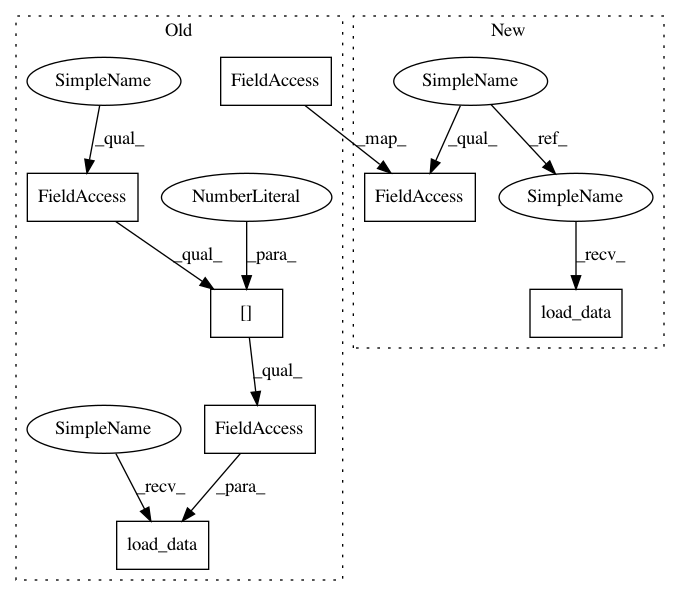 Old
New
SimpleName
FieldAccess
SimpleName
_qual_
_map_
_qual_
_ref_
FieldAccess
NumberLiteral
FieldAccess
SimpleName
_qual_
_para_
_recv_
[]
load_data
_qual_
SimpleName
FieldAccess
_recv_
_para_
load_data